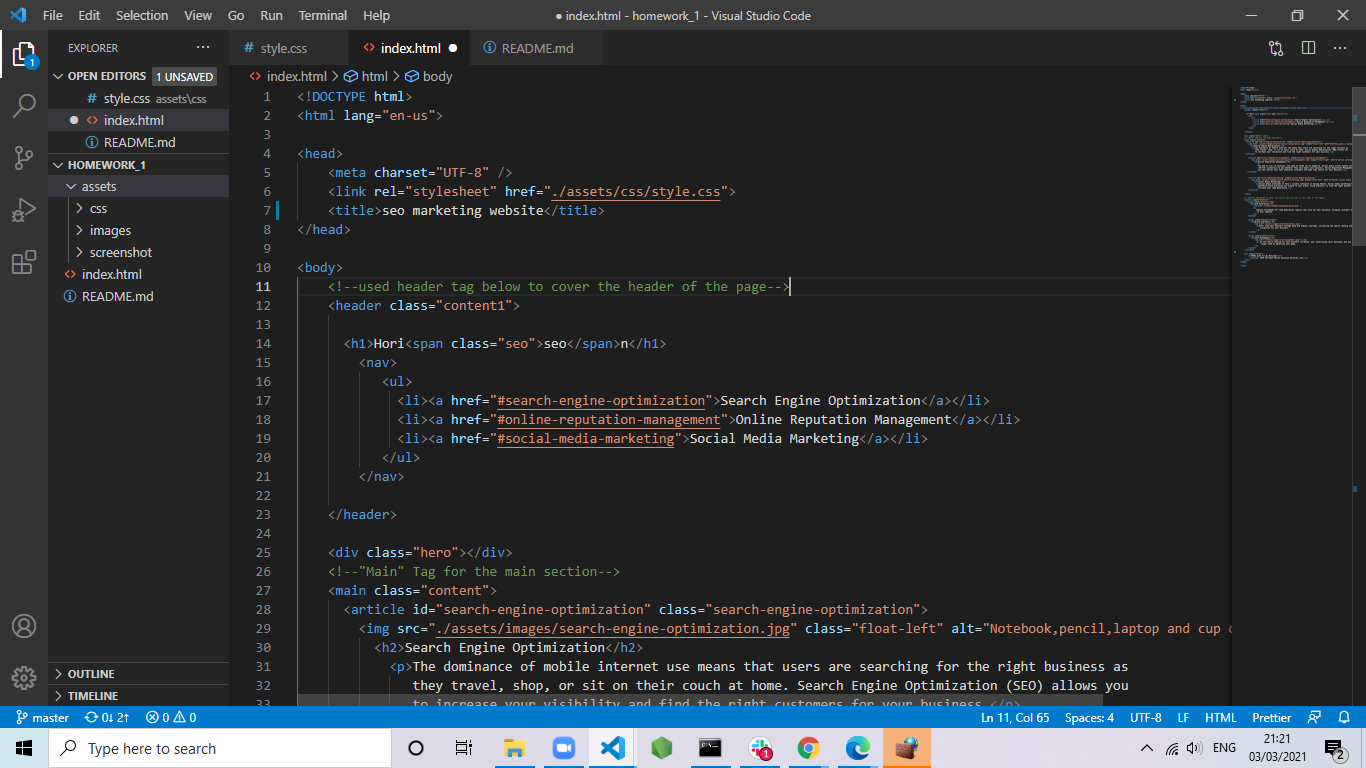 File Edit Selection View Go Run Terminal Help
● index.html - homework_1 - Visual Studio Code
EXPLORER
style.css
index.html
README.md
OPEN EDITORS 1 UNSAVED
style.css assets\css
index.html
README.md
HOMEWORK_1
assets
css
images
screenshot
index.html
README.md
OUTLINE
TIMELINE
1
index.html > html > body
1 <!DOCTYPE html>
2 <html lang="en-us">
3
4 <head>
5 <meta charset="UTF-8" />
6 <link rel="stylesheet" href="./assets/css/style.css">
7 <title>seo marketing website</title>
8 </head>
9
10 <body>
11 <!--used header tag below to cover the header of the page-->
12 <header class="content1">
13
14 <h1>Hori<span class="seo">seo</span>n</h1>
15 <nav>
16 <ul>
17 <li><a href="#search-engine-optimization">Search Engine Optimization</a></li>
18 <li><a href="#online-reputation-management">Online Reputation Management</a></li>
19 <li><a href="#social-media-marketing">Social Media Marketing</a></li>
20 </ul>
21 </nav>
22
23 </header>
24
25 <div class="hero"></div>
26 <!--"Main" Tag for the main section-->
27 <main class="content">
28 <article id="search-engine-optimization" class="search-engine-optimization">
29 <img src="./assets/images/search-engine-optimization.jpg" class="float-left" alt="Notebook,pencil,laptop and cup
30 <h2>Search Engine Optimization</h2>
31 <p>The dominance of mobile internet use means that users are searching for the right business as
32 they travel, shop, or sit on their couch at home. Search Engine Optimization (SEO) allows you
33 to increase your visibility and find the right customers for your business.</p>
master 0↓ 2↑ 0 0
Ln 11, Col 65 Spaces: 4 UTF-8 LF HTML Prettier
Type here to search
1
ENG
21:21
03/03/2021
2